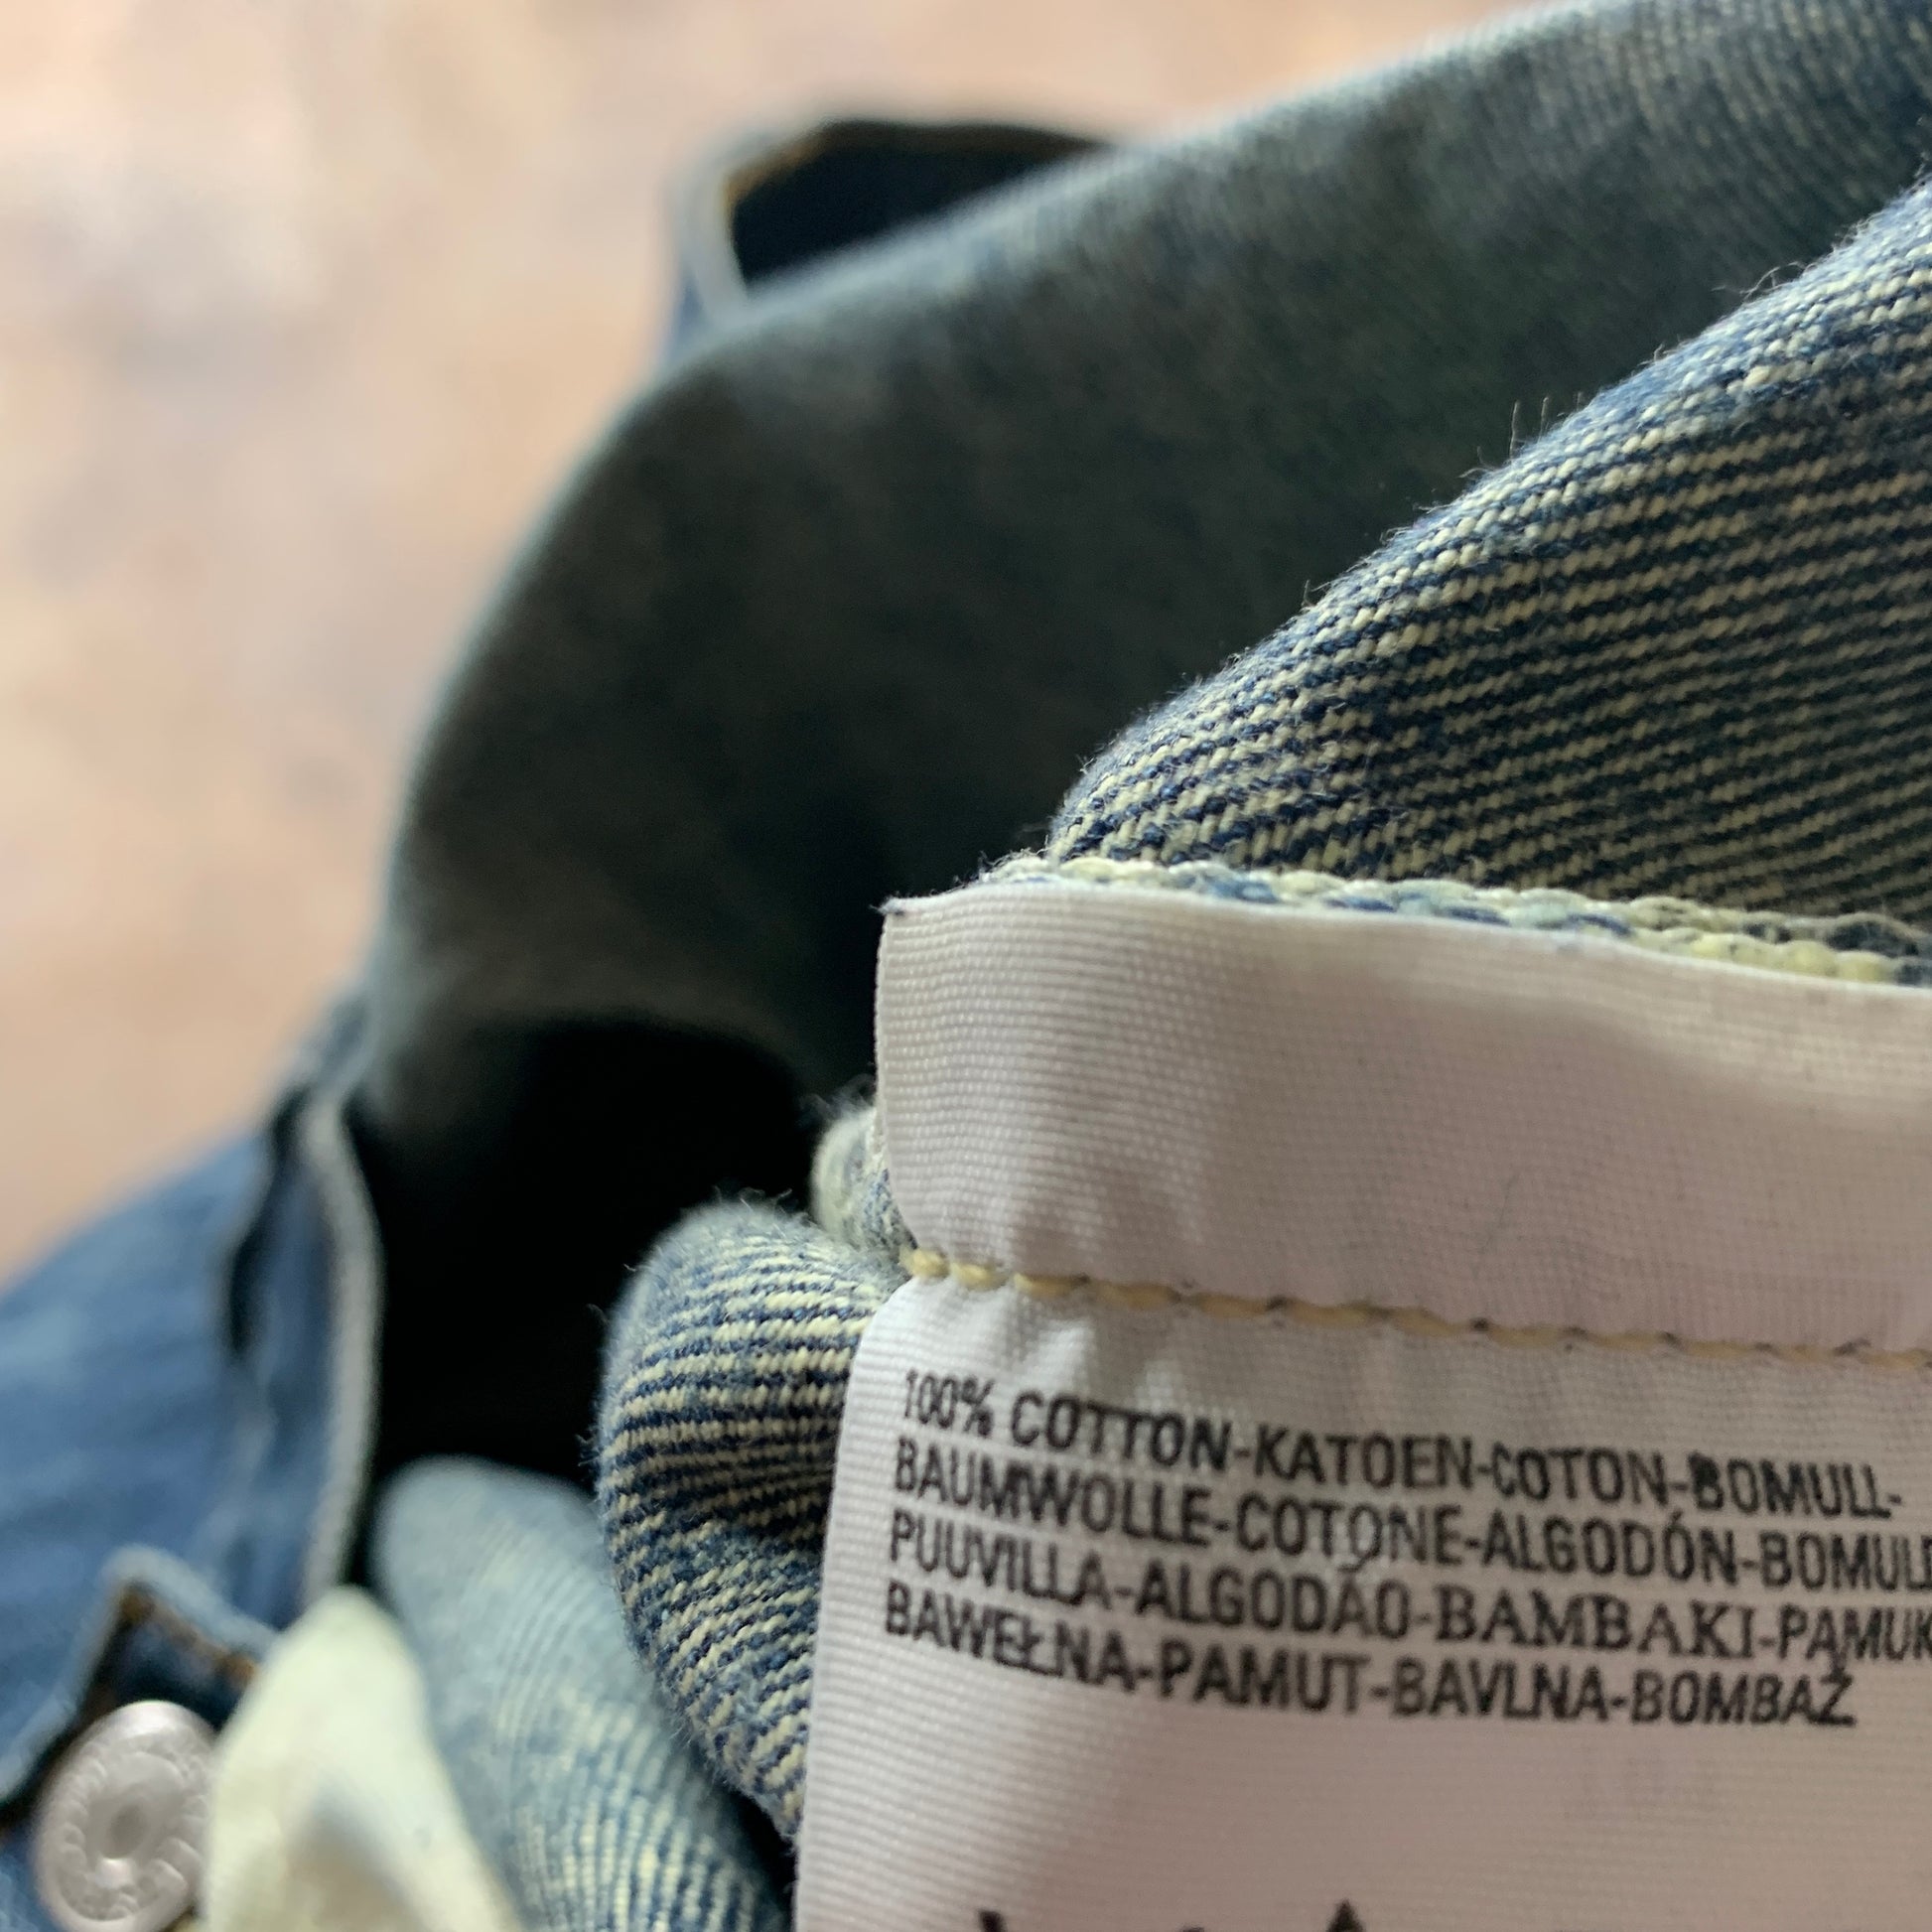 100% COTTON-KATOEN-COTON-BOMULL-
BAUMWOLLE-COTONE-ALGODÓN-BOMULD
PUUVILLA-ALGODÃO-BAMBAKI-PAMUK
BAWEŁNA-PAMUT-BAVLNA-BOMBAŽ